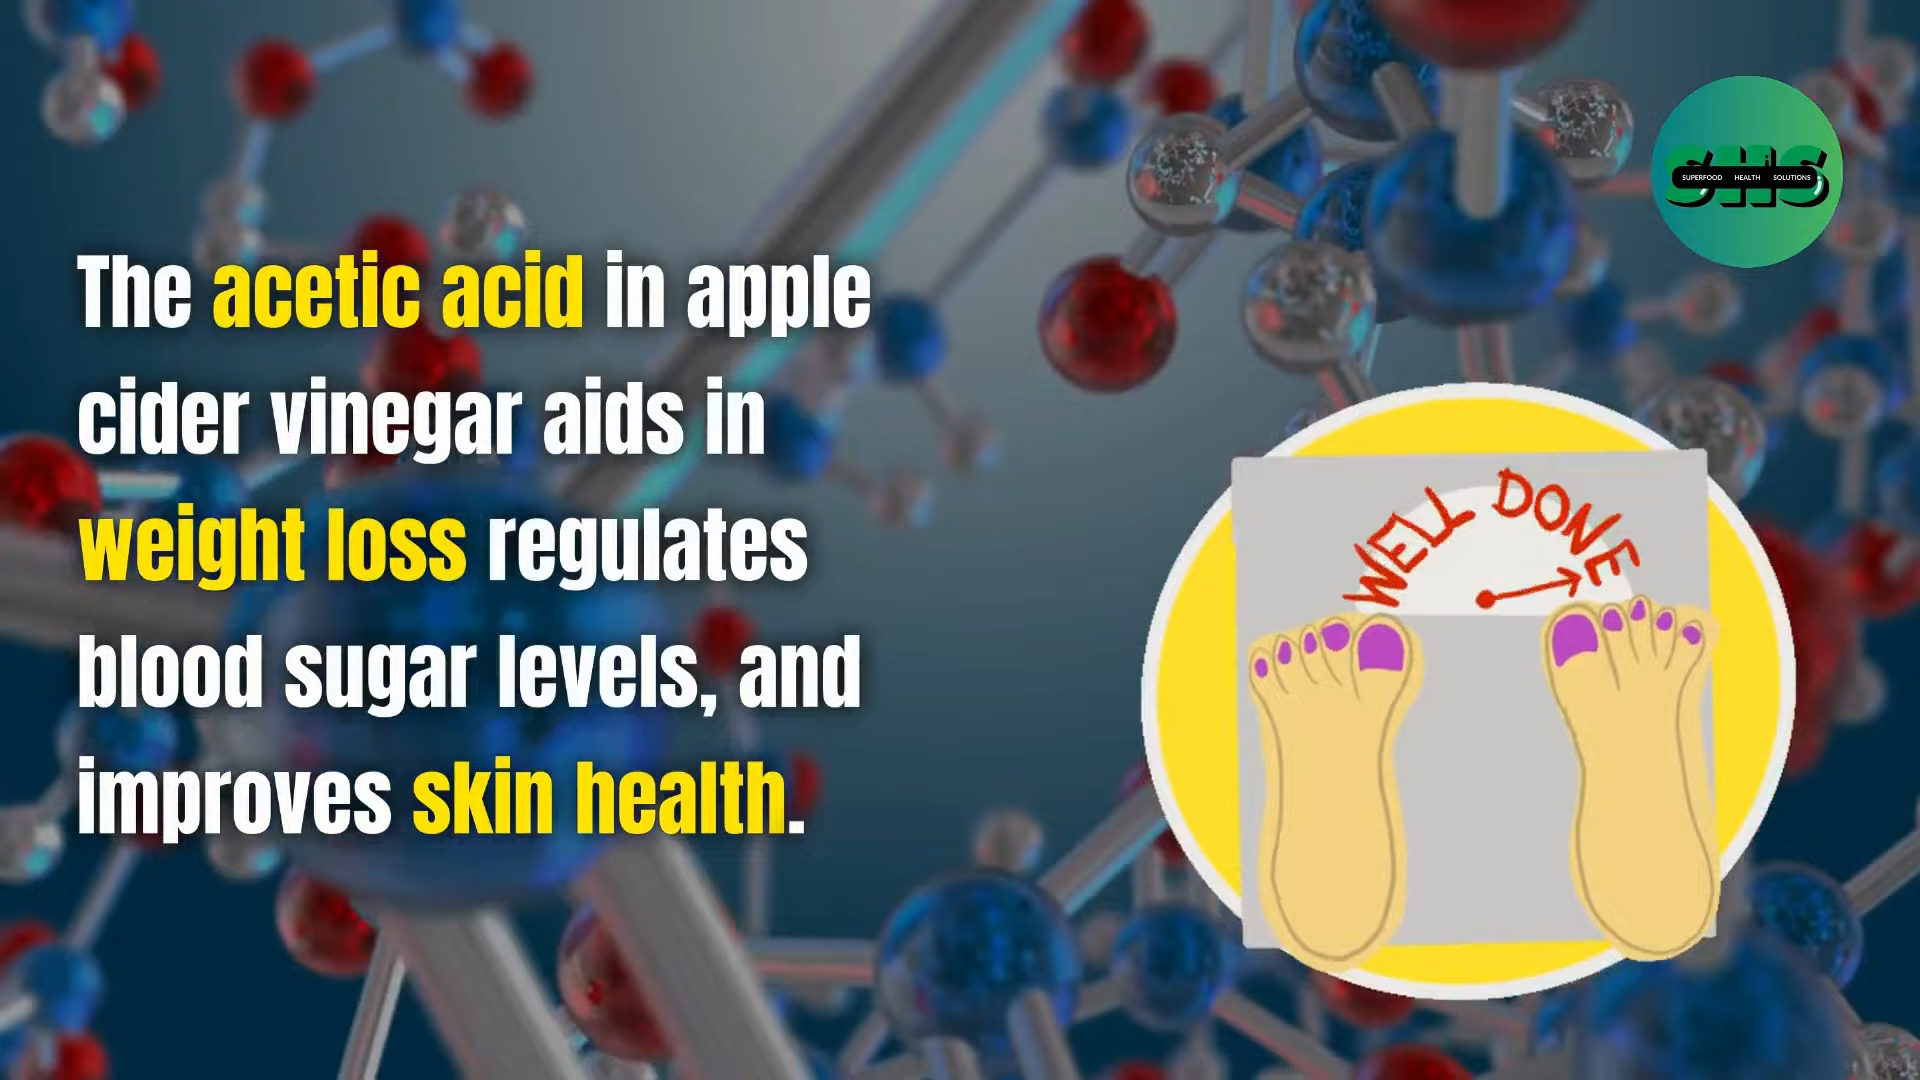 The acetic acid in apple
cider vinegar aids in
weight loss regulates
blood sugar levels, and
improves skin health.
SHS
SUPERFOOD HEALTH SOLUTIONS
WELL DONE